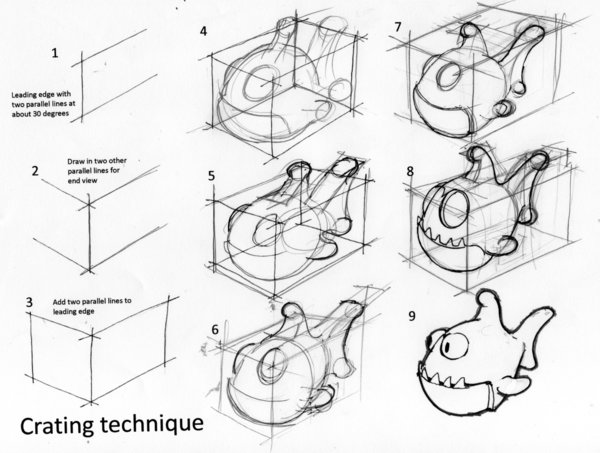 1
Leading edge with
two parallel lines at
about 30 degrees
2
Draw in two other
parallel lines for
end view
3
Add two parallel lines to
leading edge
4
5
6
7
8
9
Crating technique